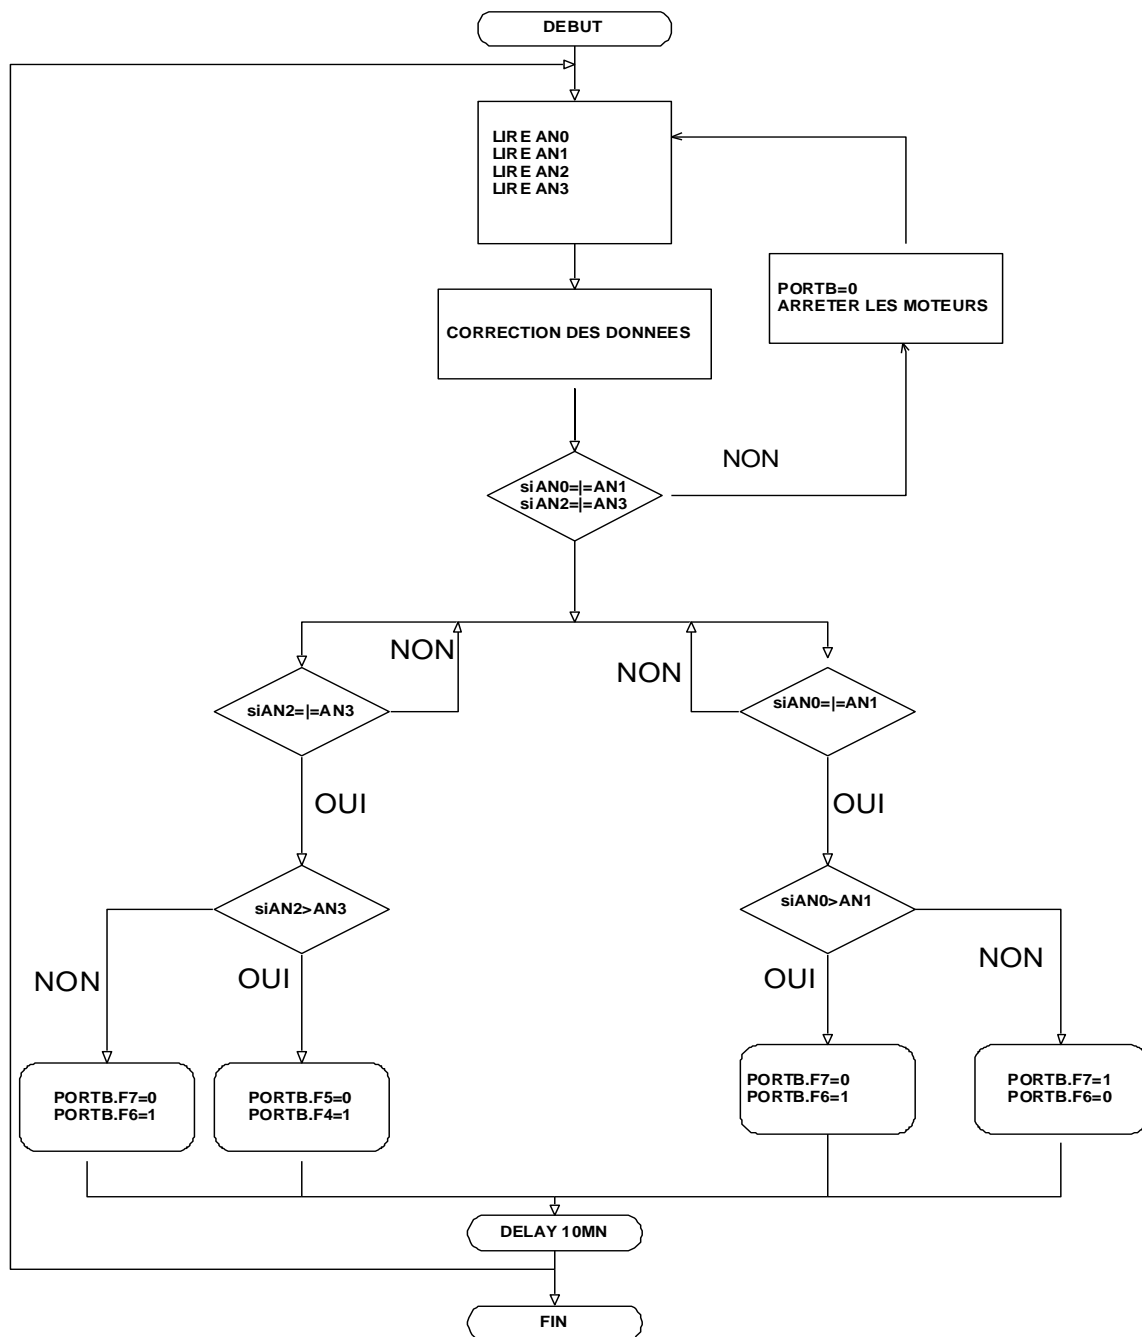 DEBUT
LIRE AN0
LIRE AN1
LIRE AN2
LIRE AN3
PORTB=0
ARRETER LES MOTEURS
CORRECTION DES DONNEES
NON
siAN0=|=AN1
siAN2=|=AN3
NON
NON
siAN2=|=AN3
siAN0=|=AN1
OUI
OUI
siAN2>AN3
siAN0>AN1
NON
OUI
OUI
NON
PORTB.F7=0
PORTB.F6=1
PORTB.F5=0
PORTB.F4=1
PORTB.F7=0
PORTB.F6=1
PORTB.F7=1
PORTB.F6=0
DELAY 10MN
FIN